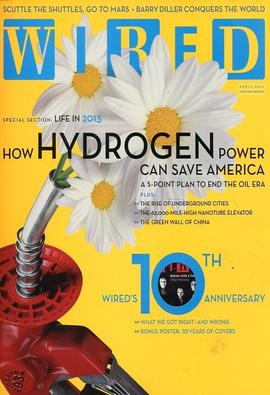 SCUTTLE THE SHUTTLES, GO TO MARS • BARRY DILLER CONQUERS THE WORLD
WIRED
APRIL 2003
SPECIAL SECTION: LIFE IN 2013
HOW HYDROGEN POWER
CAN SAVE AMERICA
A 5-POINT PLAN TO END THE OIL ERA
PLUS:
THE RISE OF UNDERGROUND CITIES
THE 62,000-MILE-HIGH NANOTUBE ELEVATOR
THE GREEN WALL OF CHINA
WIRED'S 10TH ANNIVERSARY
WHAT WE GOT RIGHT - AND WRONG
BONUS POSTER: 10 YEARS OF COVERS